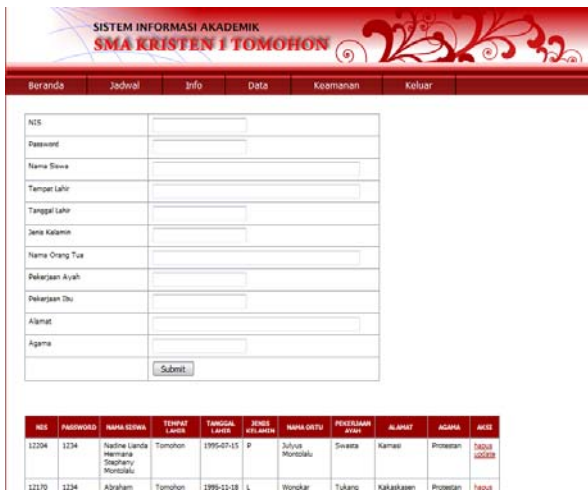 SISTEM INFORMASI AKADEMIK
SMA KRISTEN 1 TOMOHON
Beranda Jadwal Info Data Keamanan Keluar
NIS
Password
Nama Siswa
Tempat Lahir
Tanggal Lahir
Jenis Kelamin
Nama Orang Tua
Pekerjaan Ayah
Pekerjaan Ibu
Alamat
Agama
Submit
NIS PASSWORD NAMA SISWA TEMPAT LAHIR TANGGAL LAHIR JENIS KELAMIN NAMA ORTU PEKERJAAN AYAH ALAMAT AGAMA AKSI
12204 1234 Nadine Lianda Tomohon 1995-07-15 P Julyus Swasta Kamasi Protestan hapus
Hermana Montolalu update
Stephany
Montolalu
12170 1234 Abraham Tomohon 1995-11-18 L Wongkar Tukang Kakaskasen Protestan hapus